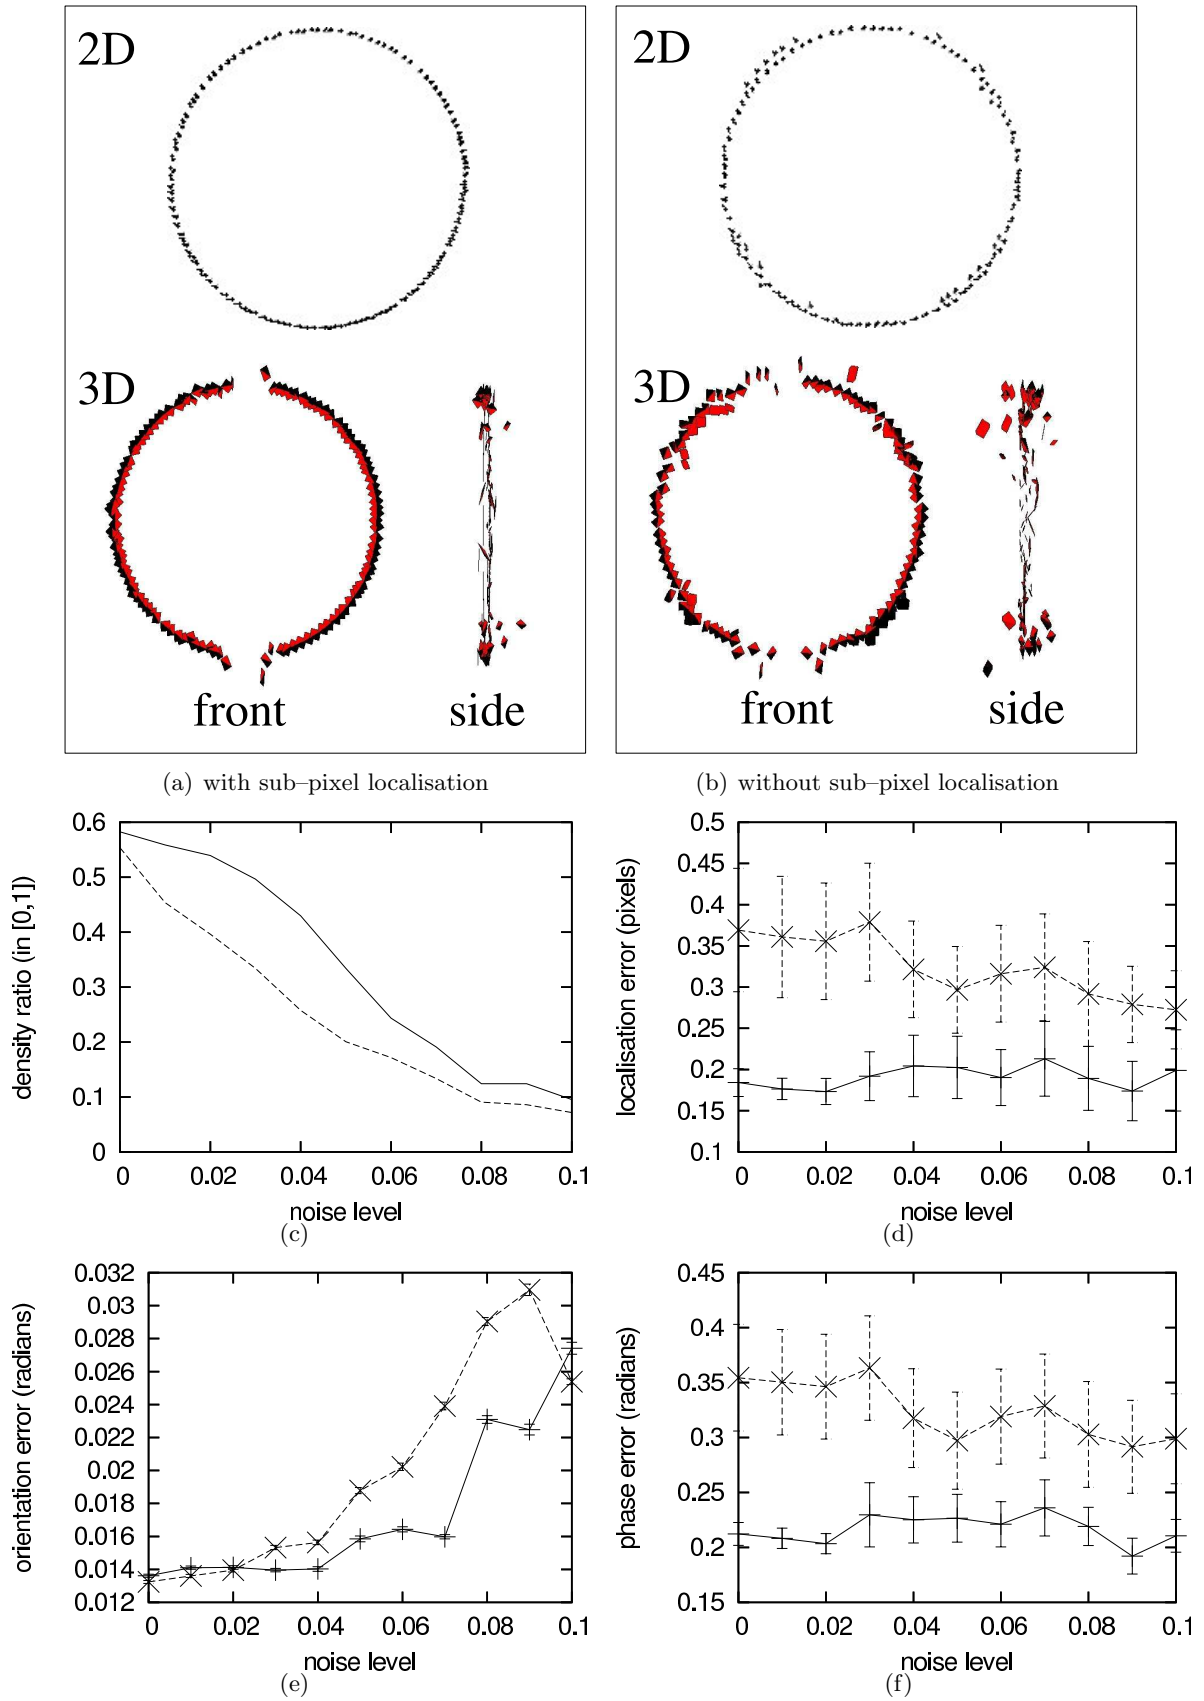 2D
3D
front
side
2D
3D
front
side
(a) with sub–pixel localisation
(b) without sub–pixel localisation
density ratio (in [0,1])
0.6
0.5
0.4
0.3
0.2
0.1
0
0 0.02 0.04 0.06 0.08 0.1
noise level
(c)
localisation error (pixels)
0.5
0.45
0.4
0.35
0.3
0.25
0.2
0.15
0.1
0 0.02 0.04 0.06 0.08 0.1
noise level
(d)
orientation error (radians)
0.032
0.03
0.028
0.026
0.024
0.022
0.02
0.018
0.016
0.014
0.012
0 0.02 0.04 0.06 0.08 0.1
noise level
(e)
phase error (radians)
0.45
0.4
0.35
0.3
0.25
0.2
0.15
0 0.02 0.04 0.06 0.08 0.1
noise level
(f)